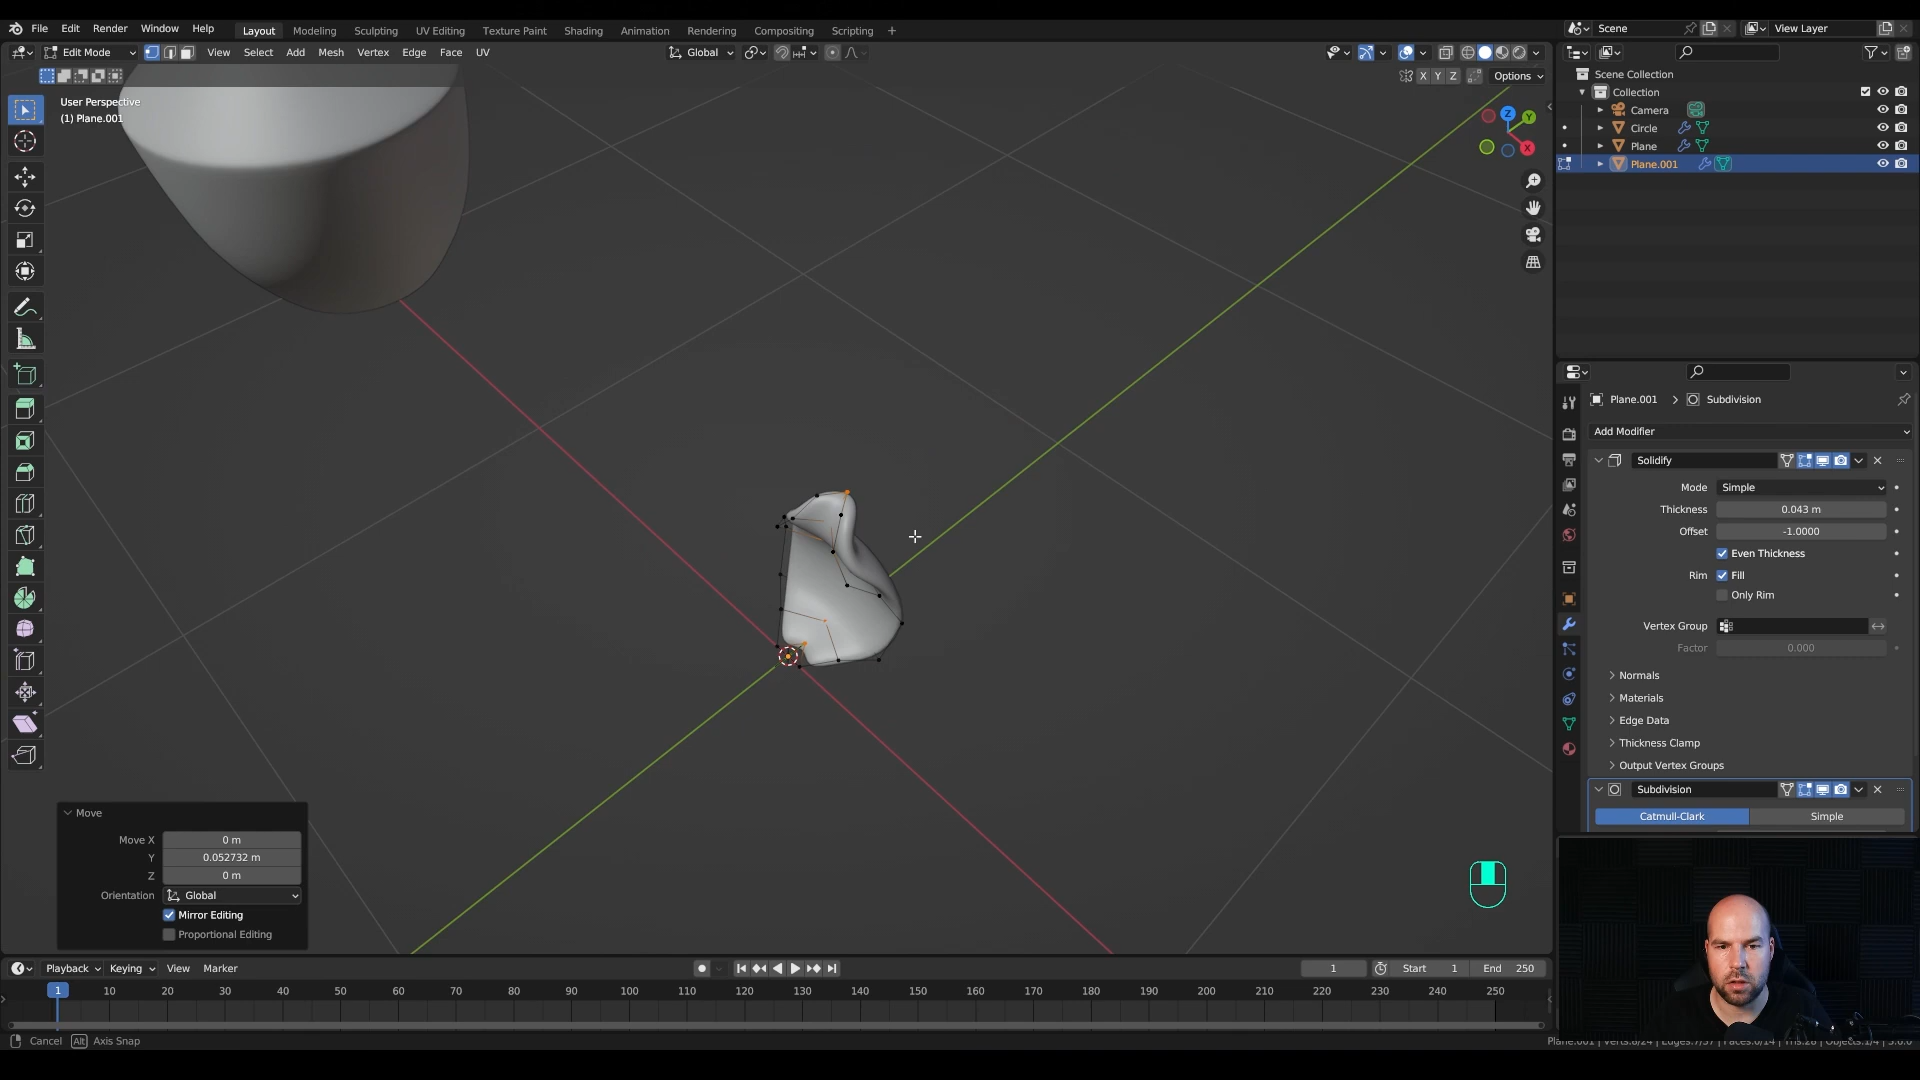 File Edit Render Window Help Layout Modeling Sculpting UV Editing Texture Paint Shading Animation Rendering Compositing Scripting + Scene View Layer
Edit Mode View Select Add Mesh Vertex Edge Face UV Global
X Y Z Options
User Perspective
(1) Plane.001
Z Y X
Scene Collection
Collection
Camera
Circle
Plane
Plane.001
Plane.001 > Subdivision
Add Modifier
Solidify
Mode Simple
Thickness 0.043 m
Offset -1.0000
Even Thickness
Rim Fill
Only Rim
Vertex Group
Factor 0.000
Normals
Materials
Edge Data
Thickness Clamp
Output Vertex Groups
Subdivision
Catmull-Clark Simple
Move
Move X 0 m
Y 0.052732 m
Z 0 m
Orientation Global
Mirror Editing
Proportional Editing
Playback Keying View Marker 1 Start 1 End 250
1 10 20 30 40 50 60 70 80 90 100 110 120 130 140 150 160 170 180 190 200 210 220 230 240 250
Cancel Alt Axis Snap